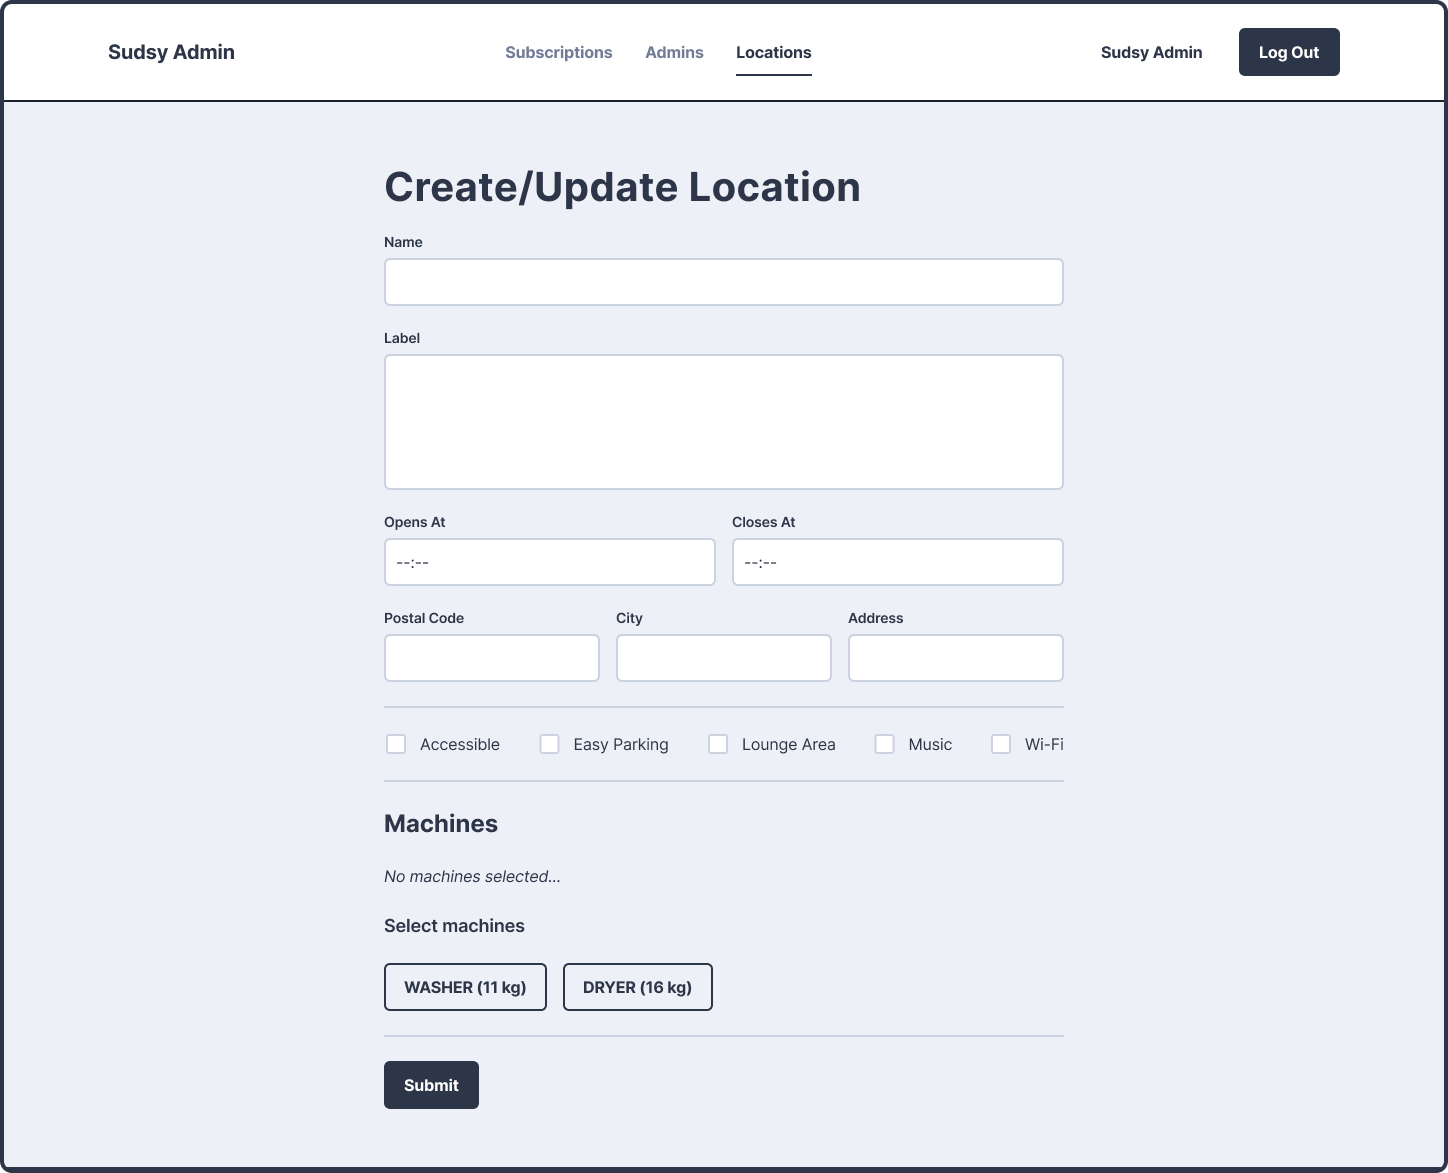 Sudsy Admin
Subscriptions Admins Locations
Sudsy Admin
Log Out
Create/Update Location
Name
Label
Opens At Closes At
--:-- --:--
Postal Code City Address
Accessible Easy Parking Lounge Area Music Wi-Fi
Machines
No machines selected...
Select machines
WASHER (11 kg) DRYER (16 kg)
Submit